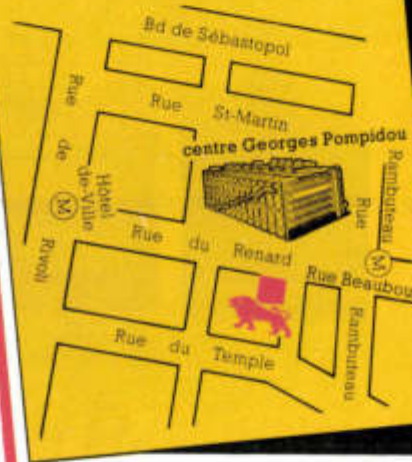 Bd de Sébastopol
Rue St-Martin
centre Georges Pompidou
Rue de Rivoli
Hôtel
de-Ville
M
Rue Rambuteau
M
Rue du Renard
Rue Beaubou
Rambuteau
Rue du Temple